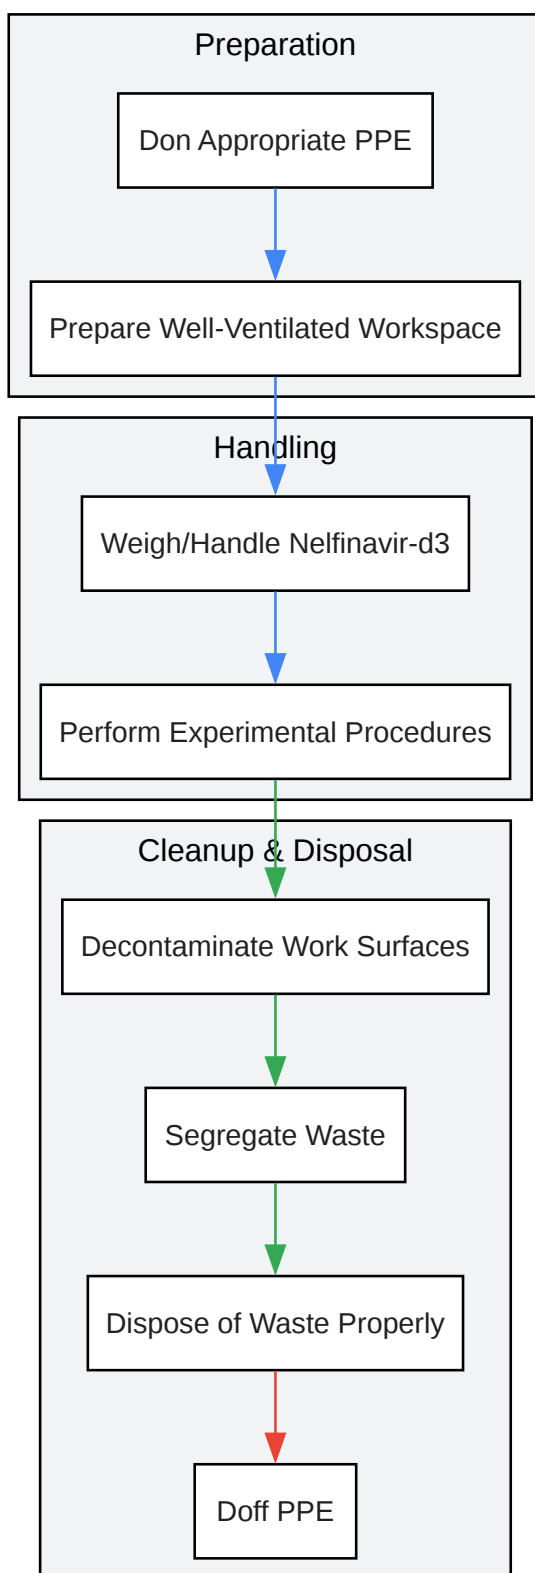 Preparation
Don Appropriate PPE
Prepare Well-Ventilated Workspace
Handling
Weigh/Handle Nelfinavir-d3
Perform Experimental Procedures
Cleanup & Disposal
Decontaminate Work Surfaces
Segregate Waste
Dispose of Waste Properly
Doff PPE